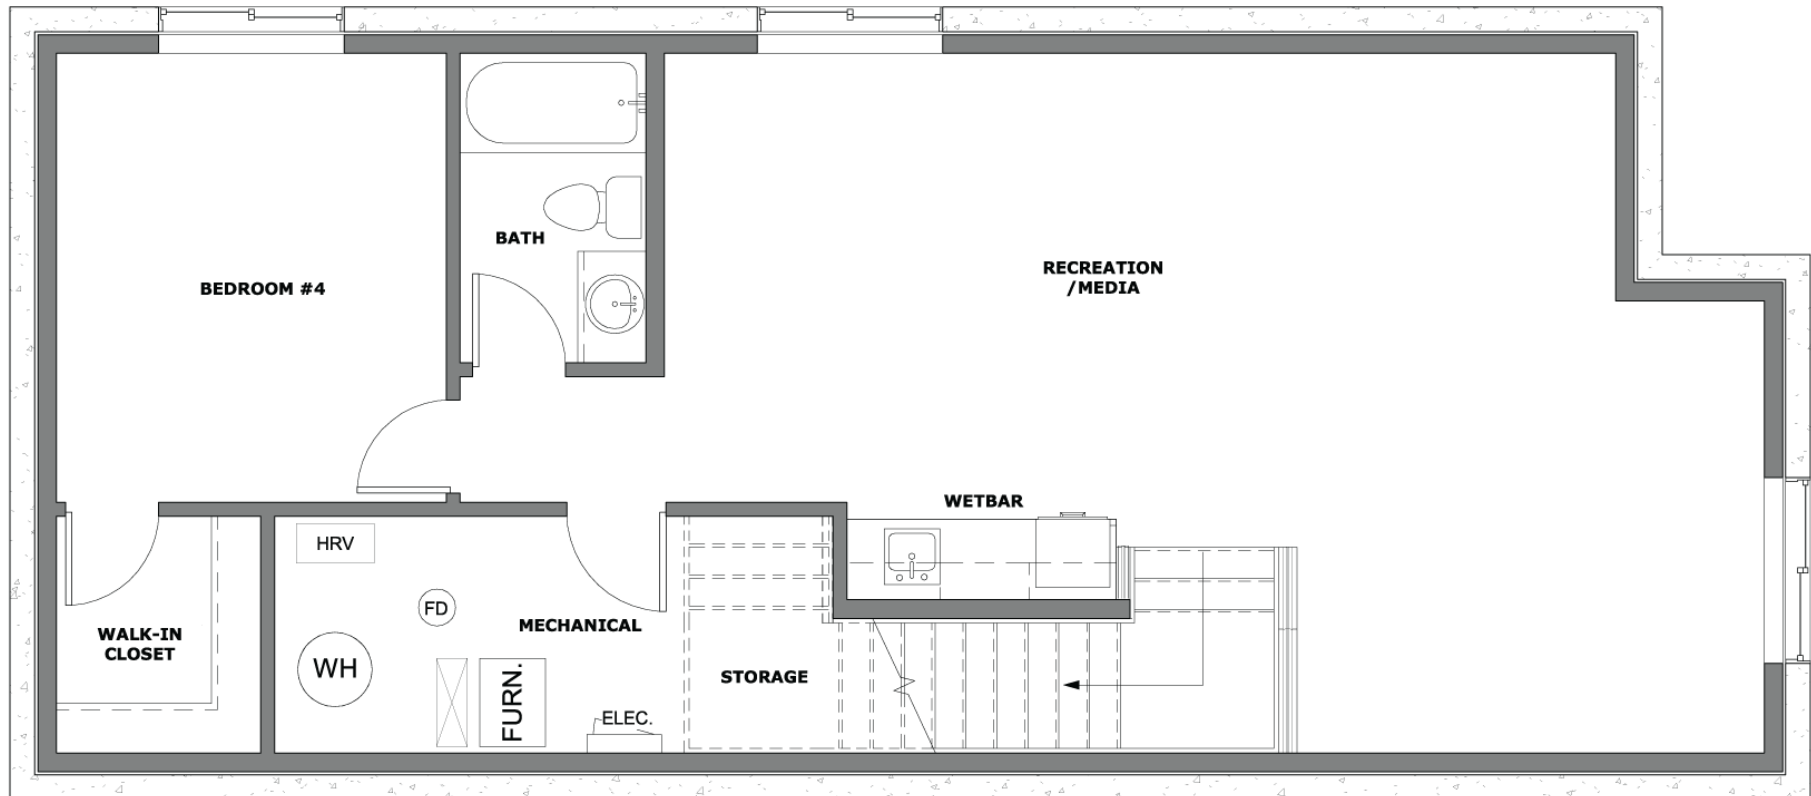 BATH
RECREATION
/MEDIA
BEDROOM #4
WETBAR
HRV
FD
MECHANICAL
WALK-IN
CLOSET
WH
FURN.
STORAGE
ELEC.